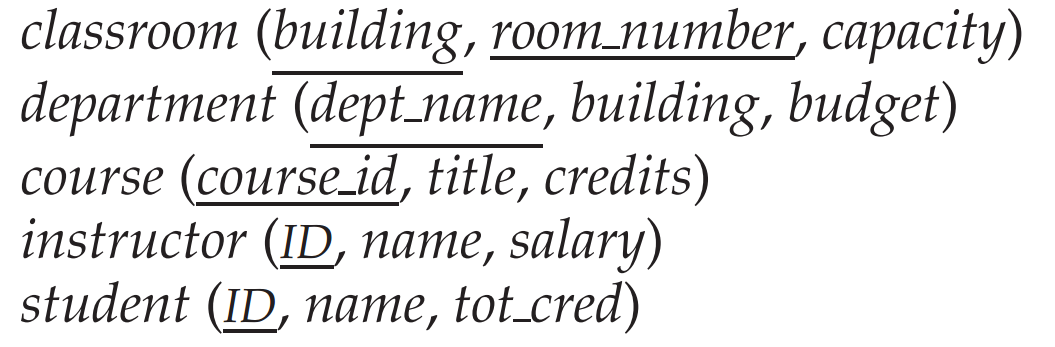 classroom (building, room_number, capacity)
department (dept_name, building, budget)
course (course_id, title, credits)
instructor (ID, name, salary)
student (ID, name, tot_cred)